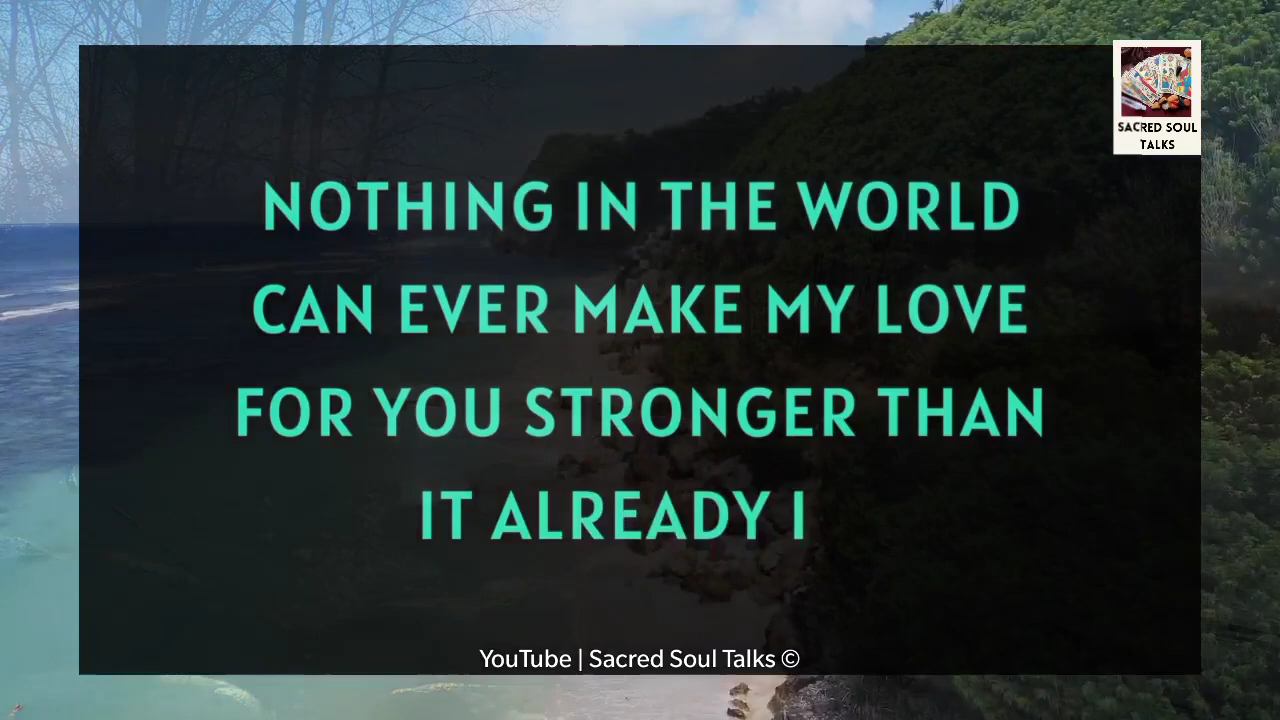 SACRED SOUL
TALKS
NOTHING IN THE WORLD
CAN EVER MAKE MY LOVE
FOR YOU STRONGER THAN
IT ALREADY I
YouTube | Sacred Soul Talks ©